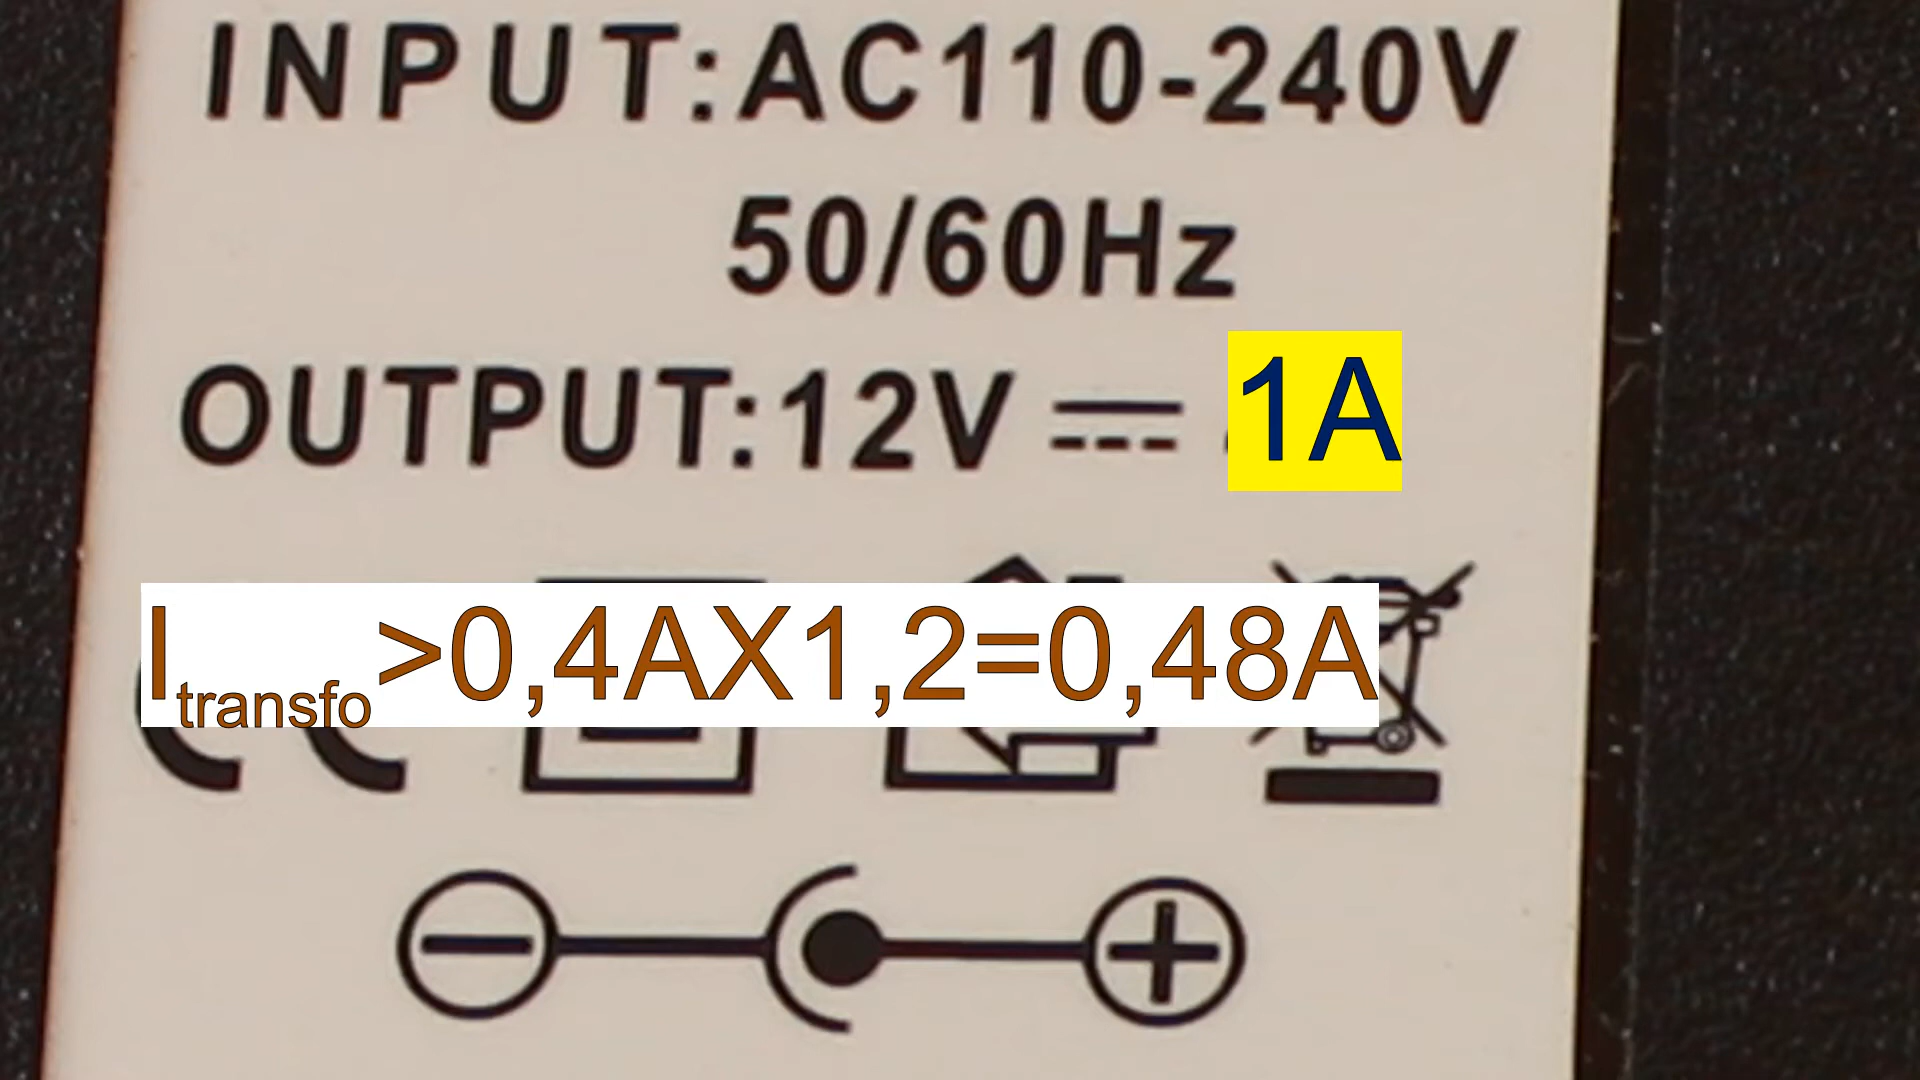 INPUT:AC110-240V
50/60Hz
OUTPUT:12V ⎓ 1A
Itransfo>0,4AX1,2=0,48A